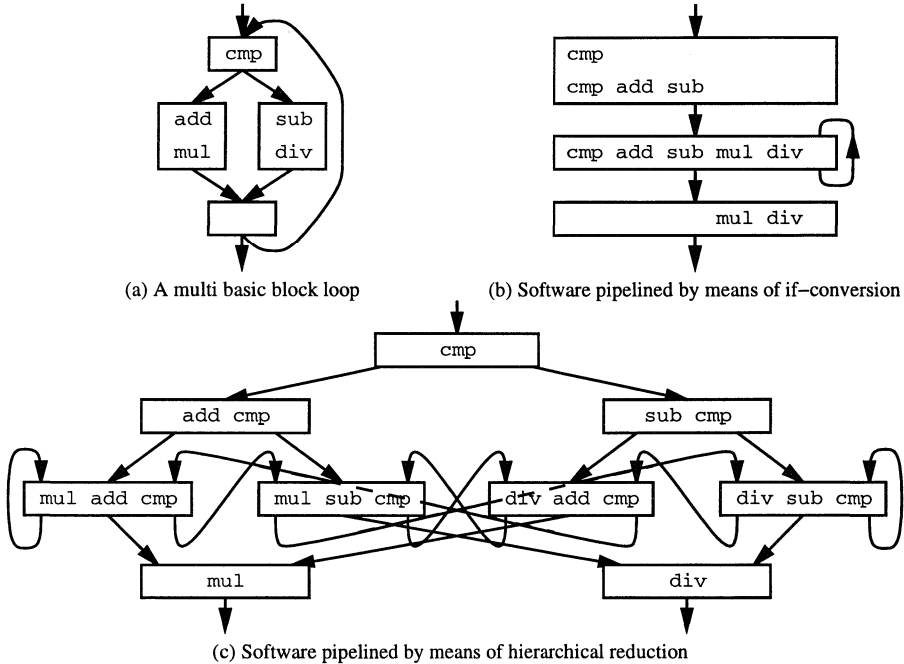 cmp
add
mul
sub
div
(a) A multi basic block loop
cmp
cmp add sub
cmp add sub mul div
mul div
(b) Software pipelined by means of if−conversion
cmp
add cmp
sub cmp
mul add cmp
mul sub cmp
div add cmp
div sub cmp
mul
div
(c) Software pipelined by means of hierarchical reduction